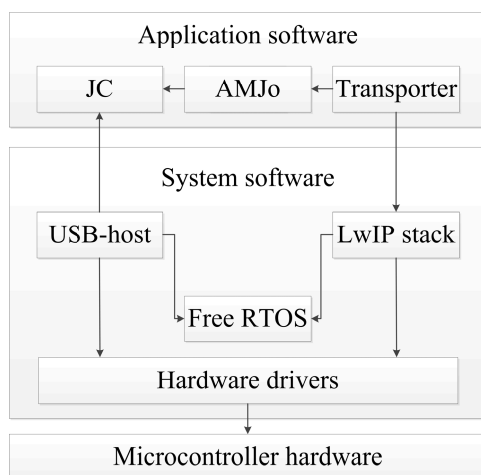 Application software
JC
AMJo
Transporter
System software
USB-host
LwIP stack
Free RTOS
Hardware drivers
Microcontroller hardware